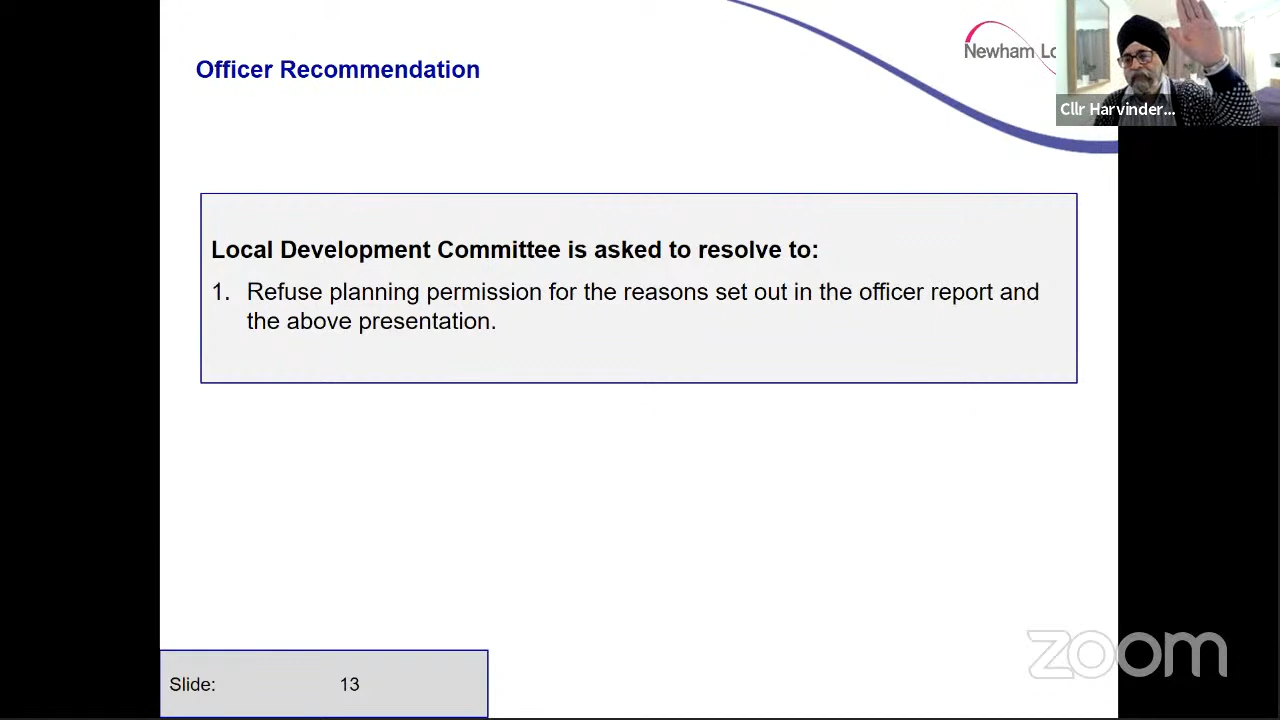 Officer Recommendation
Newham Lo
Cllr Harvinder...
Local Development Committee is asked to resolve to:
1. Refuse planning permission for the reasons set out in the officer report and
the above presentation.
zoom
Slide: 13